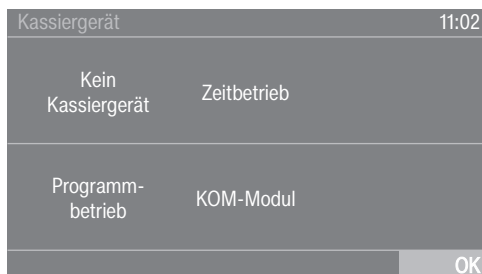 Kassiergerät 11:02
Kein
Kassiergerät
Zeitbetrieb
Programm-
betrieb
KOM-Modul
OK